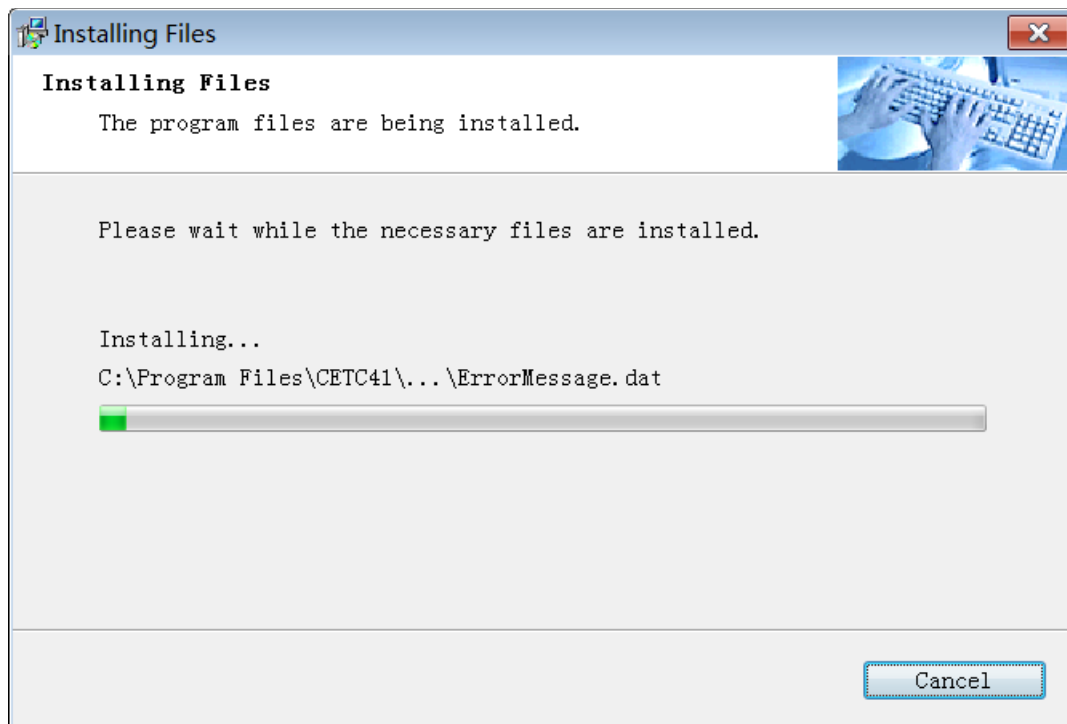 Installing Files
Installing Files
The program files are being installed.
Please wait while the necessary files are installed.
Installing...
C:\Program Files\CETC41\...\ErrorMessage.dat
Cancel